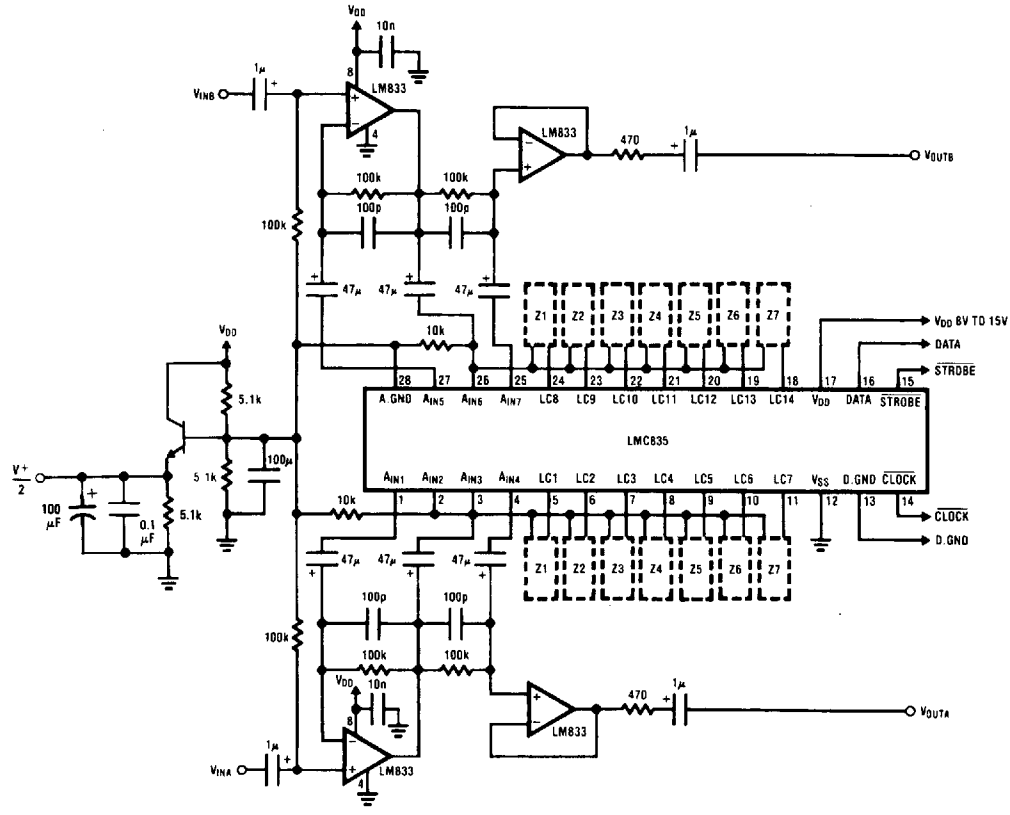 VDD
10n
8
1μ
+
LM833
VINB
+
−
4
LM833
470
1μ
+
VOUTB
−
+
100k
100k
100p
100p
100k
+
47μ
+
47μ
+
47μ
Z1 Z2 Z3 Z4 Z5 Z6 Z7
VDD 8V TO 15V
10k
DATA
VDD
STROBE
28 27 26 25 24 23 22 21 20 19 18 17 16 15
A.GND AIN5 AIN6 AIN7 LC8 LC9 LC10 LC11 LC12 LC13 LC14 VDD DATA STROBE
5.1k
LMC835
V+/2
5.1k
100μ
AIN1 AIN2 AIN3 AIN4 LC1 LC2 LC3 LC4 LC5 LC6 LC7 VSS D.GND CLOCK
1 2 3 4 5 6 7 8 9 10 11 12 13 14
+
100 μF
0.1 μF
5.1k
10k
CLOCK
D.GND
47μ
+
47μ
+
47μ
+
Z1 Z2 Z3 Z4 Z5 Z6 Z7
100p
100p
100k
100k
100k
VDD
10n
8
+
−
470
1μ
+
VOUTA
LM833
1μ
+
−
+
VINA
LM833
4